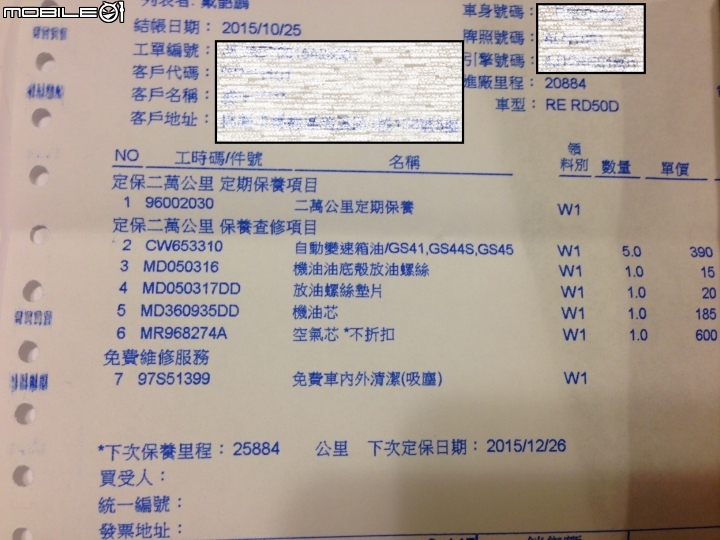 mobile01
列表者: 戴
結帳日期： 2015/10/25
工單編號：
客戶代碼：
客戶名稱：
客戶地址：
車身號碼：
牌照號碼：
引擎號碼：
進廠里程： 20884
車型： RE RD50D
NO 工時碼/件號 名稱 領料別 數量 單價
定保二萬公里 定期保養項目
1 96002030 二萬公里定期保養 W1
定保二萬公里 保養查修項目
2 CW653310 自動變速箱油/GS41,GS44S,GS45 W1 5.0 390
3 MD050316 機油油底殼放油螺絲 W1 1.0 15
4 MD050317DD 放油螺絲墊片 W1 1.0 20
5 MD360935DD 機油芯 W1 1.0 185
6 MR968274A 空氣芯 *不折扣 W1 1.0 600
免費維修服務
7 97S51399 免費車內外清潔(吸塵) W1
*下次保養里程： 25884 公里 下次定保日期： 2015/12/26
買受人：
統一編號：
發票地址：